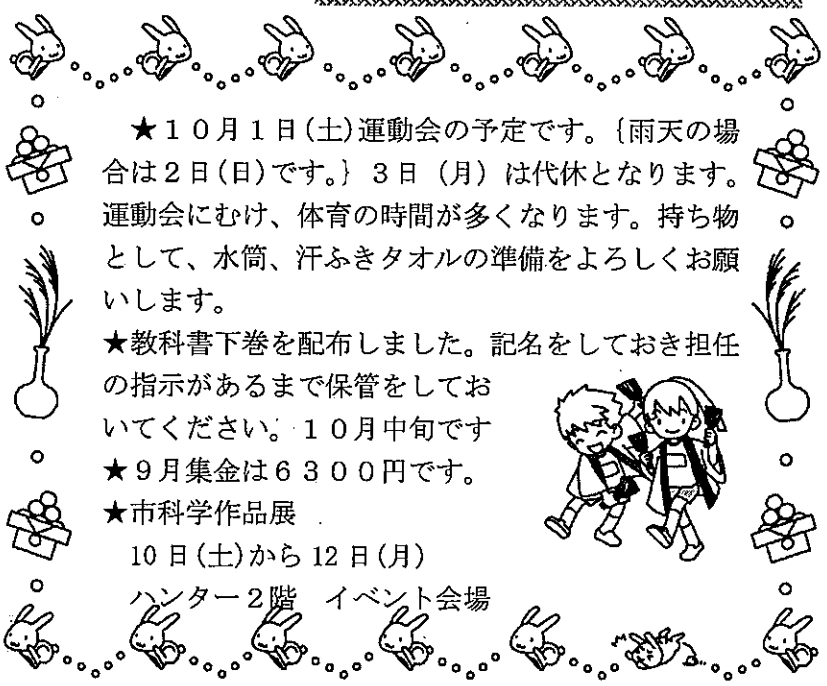 ★１０月１日(土)運動会の予定です。{雨天の場
合は２日(日)です。} ３日（月）は代休となります。
運動会にむけ、体育の時間が多くなります。持ち物
として、水筒、汗ふきタオルの準備をよろしくお願
いします。
★教科書下巻を配布しました。記名をしておき担任
の指示があるまで保管をしてお
いてください。１０月中旬です
★９月集金は６３００円です。
★市科学作品展
10日(土)から12日(月)
ハンター２階　イベント会場